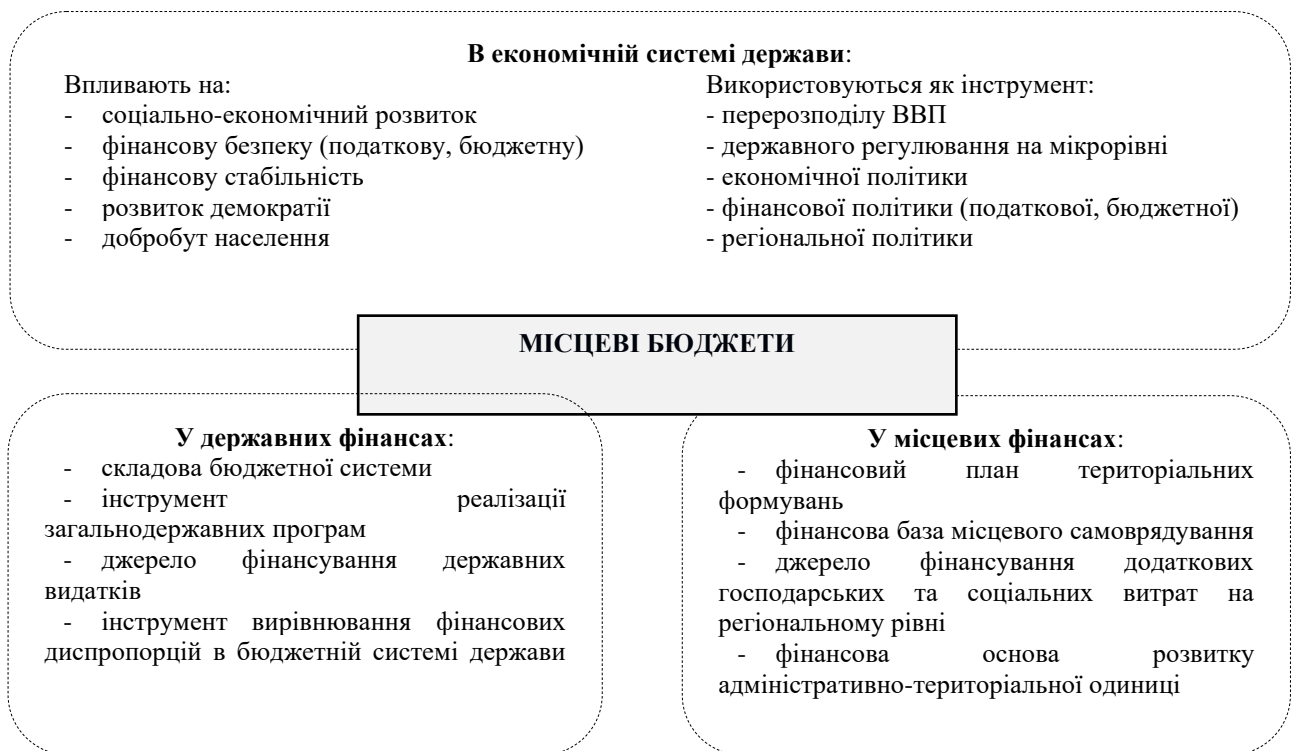 В економічній системі держави:
Впливають на:
- соціально-економічний розвиток
- фінансову безпеку (податкову, бюджетну)
- фінансову стабільність
- розвиток демократії
- добробут населення
Використовуються як інструмент:
- перерозподілу ВВП
- державного регулювання на мікрорівні
- економічної політики
- фінансової політики (податкової, бюджетної)
- регіональної політики
МІСЦЕВІ БЮДЖЕТИ
У державних фінансах:
- складова бюджетної системи
- інструмент реалізації
загальнодержавних програм
- джерело фінансування державних
видатків
- інструмент вирівнювання фінансових
диспропорцій в бюджетній системі держави
У місцевих фінансах:
- фінансовий план територіальних
формувань
- фінансова база місцевого самоврядування
- джерело фінансування додаткових
господарських та соціальних витрат на
регіональному рівні
- фінансова основа розвитку
адміністративно-територіальної одиниці